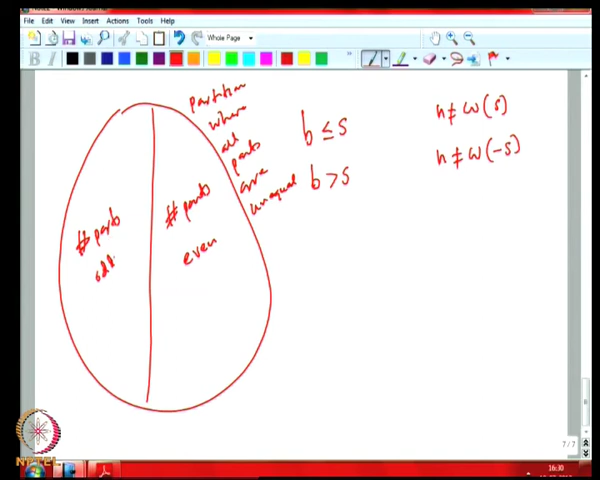 File Edit View Insert Actions Tools Help
Whole Page
B
partition
where
all
parts
are
unequal
b ≤ s
b > s
n ≠ ω(s)
n ≠ ω(-s)
# parts
odd
# parts
even
7/7
NPTEL
16:30